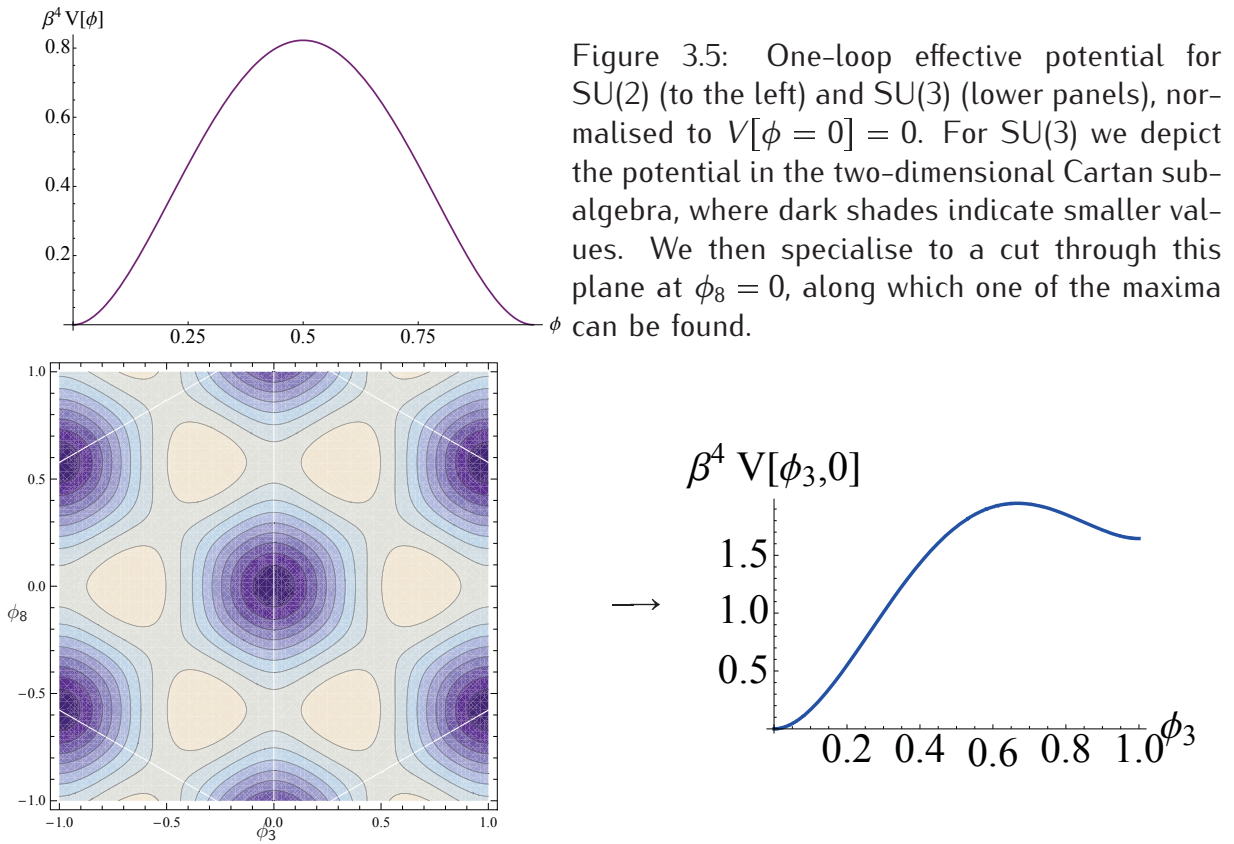 β⁴ V[ϕ]
0.8
0.6
0.4
0.2
0.25 0.5 0.75 ϕ
Figure 3.5: One-loop effective potential for
SU(2) (to the left) and SU(3) (lower panels), nor-
malised to V[ϕ = 0] = 0. For SU(3) we depict
the potential in the two-dimensional Cartan sub-
algebra, where dark shades indicate smaller val-
ues. We then specialise to a cut through this
plane at ϕ₈ = 0, along which one of the maxima
can be found.
1.0
0.5
0.0
ϕ₈
−0.5
−1.0
−1.0 −0.5 0.0 0.5 1.0
ϕ₃
→
β⁴ V[ϕ₃,0]
1.5
1.0
0.5
0.2 0.4 0.6 0.8 1.0 ϕ₃